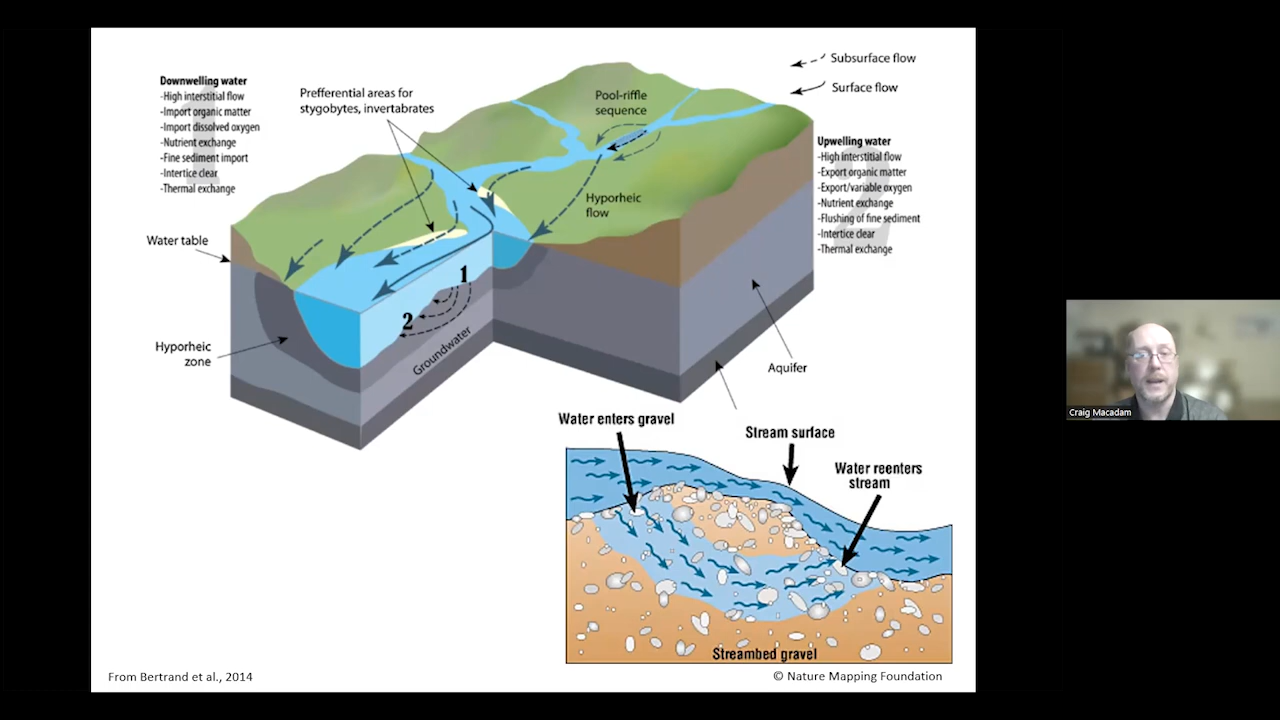 Downwelling water
-High interstitial flow
-Import organic matter
-Import dissolved oxygen
-Nutrient exchange
-Fine sediment import
-Intertice clear
-Thermal exchange
1
Prefferential areas for
stygobytes, invertabrates
Pool-riffle
sequence
Subsurface flow
Surface flow
Upwelling water
-High interstitial flow
-Export organic matter
-Export/variable oxygen
-Nutrient exchange
-Flushing of fine sediment
-Intertice clear
-Thermal exchange
2
Hyporheic
flow
Water table
1
2
Groundwater
Hyporheic
zone
Aquifer
Water enters gravel
Stream surface
Water reenters
stream
Streambed gravel
From Bertrand et al., 2014
© Nature Mapping Foundation
Craig Macadam